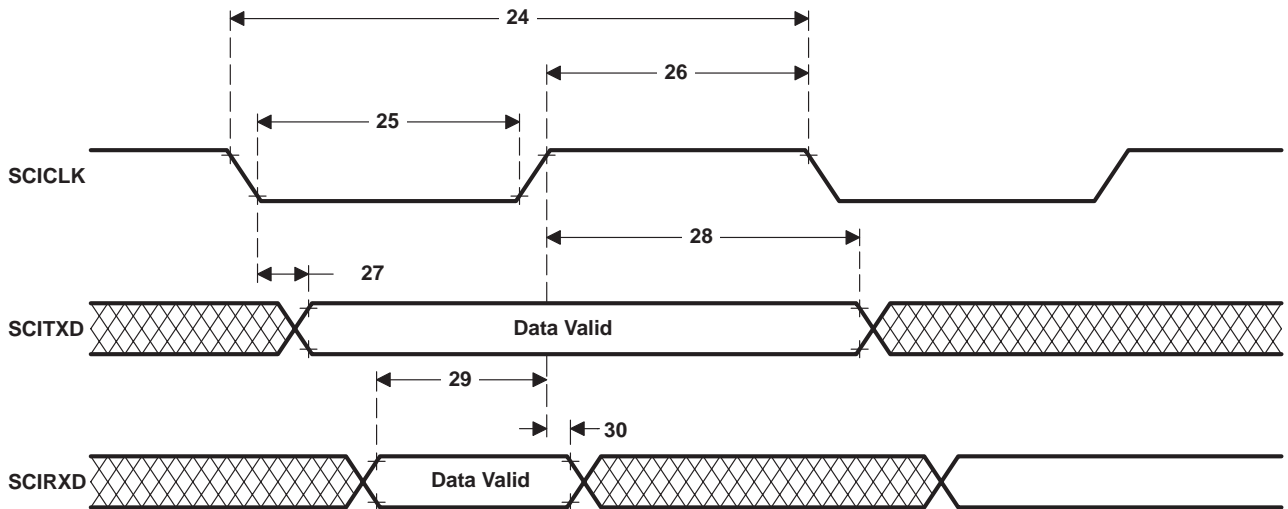 24
26
25
SCICLK
28
27
SCITXD
Data Valid
29
30
SCIRXD
Data Valid